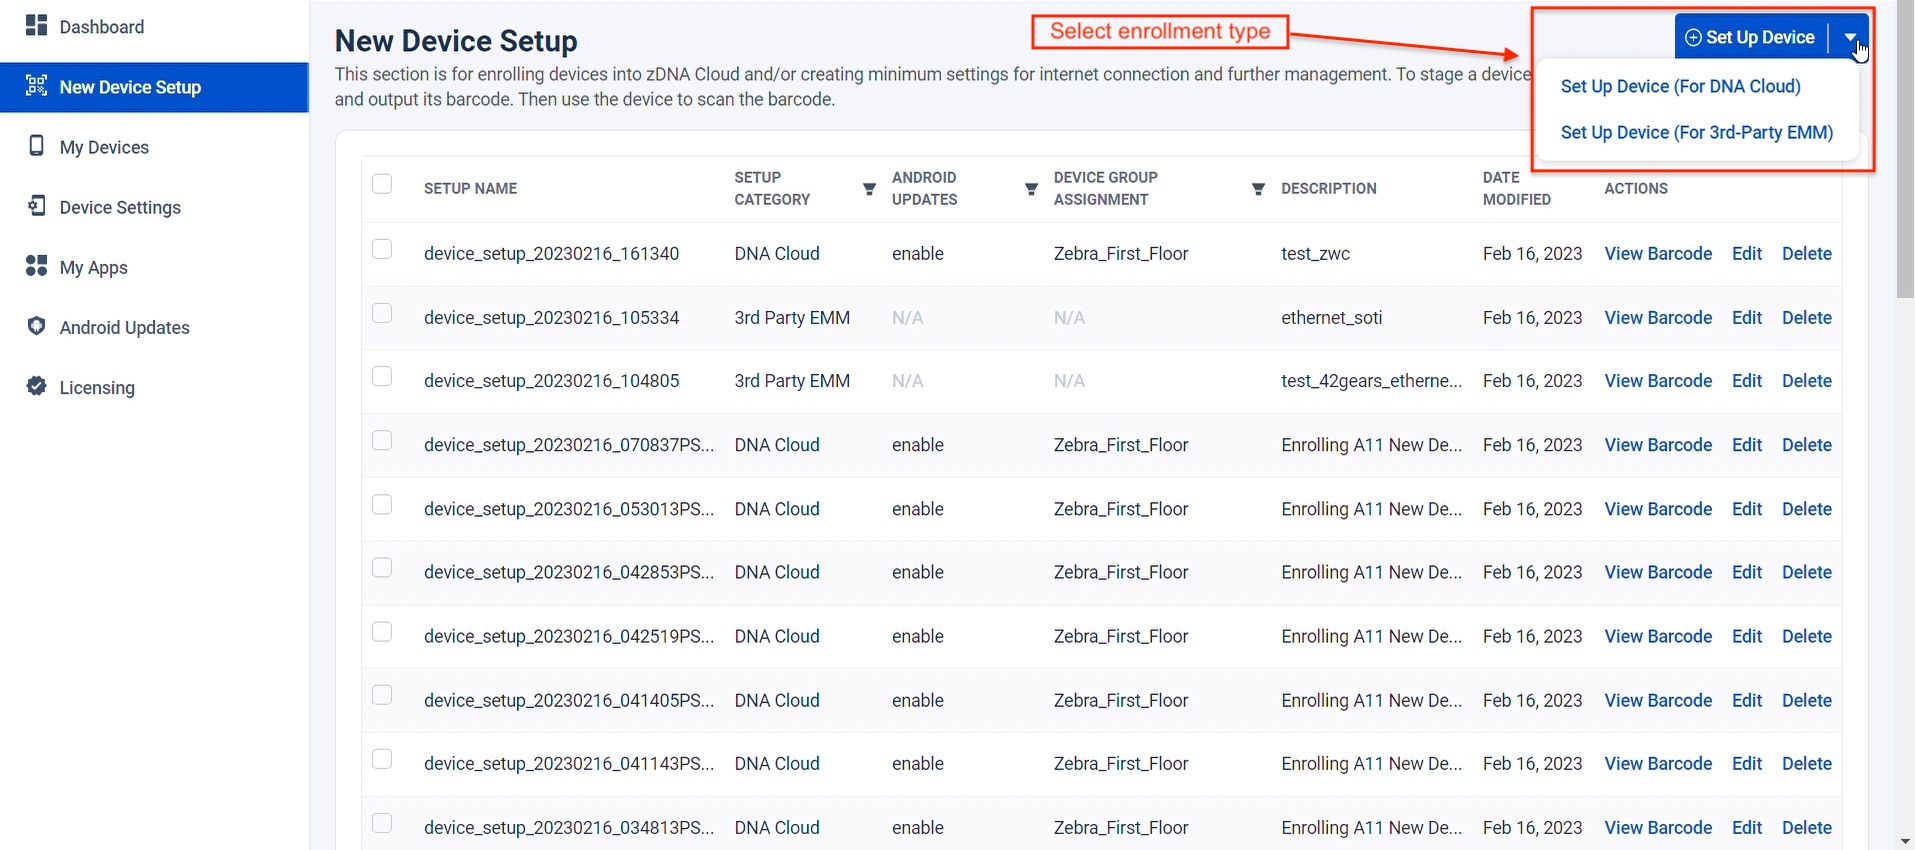 Dashboard
New Device Setup
My Devices
Device Settings
My Apps
Android Updates
Licensing
New Device Setup
This section is for enrolling devices into zDNA Cloud and/or creating minimum settings for internet connection and further management. To stage a device
and output its barcode. Then use the device to scan the barcode.
Select enrollment type
Set Up Device
Set Up Device (For DNA Cloud)
Set Up Device (For 3rd-Party EMM)
SETUP NAME SETUP CATEGORY ANDROID UPDATES DEVICE GROUP ASSIGNMENT DESCRIPTION DATE MODIFIED ACTIONS
device_setup_20230216_161340 DNA Cloud enable Zebra_First_Floor test_zwc Feb 16, 2023 View Barcode Edit Delete
device_setup_20230216_105334 3rd Party EMM N/A N/A ethernet_soti Feb 16, 2023 View Barcode Edit Delete
device_setup_20230216_104805 3rd Party EMM N/A N/A test_42gears_etherne... Feb 16, 2023 View Barcode Edit Delete
device_setup_20230216_070837PS... DNA Cloud enable Zebra_First_Floor Enrolling A11 New De... Feb 16, 2023 View Barcode Edit Delete
device_setup_20230216_053013PS... DNA Cloud enable Zebra_First_Floor Enrolling A11 New De... Feb 16, 2023 View Barcode Edit Delete
device_setup_20230216_042853PS... DNA Cloud enable Zebra_First_Floor Enrolling A11 New De... Feb 16, 2023 View Barcode Edit Delete
device_setup_20230216_042519PS... DNA Cloud enable Zebra_First_Floor Enrolling A11 New De... Feb 16, 2023 View Barcode Edit Delete
device_setup_20230216_041405PS... DNA Cloud enable Zebra_First_Floor Enrolling A11 New De... Feb 16, 2023 View Barcode Edit Delete
device_setup_20230216_041143PS... DNA Cloud enable Zebra_First_Floor Enrolling A11 New De... Feb 16, 2023 View Barcode Edit Delete
device_setup_20230216_034813PS... DNA Cloud enable Zebra_First_Floor Enrolling A11 New De... Feb 16, 2023 View Barcode Edit Delete